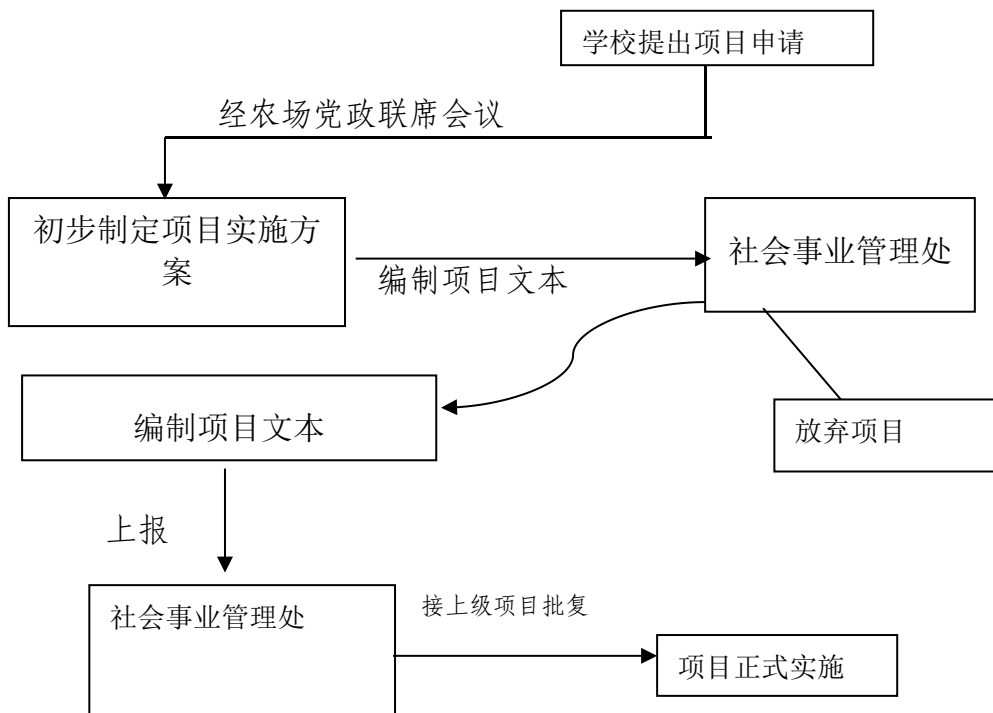 学校提出项目申请
经农场党政联席会议
初步制定项目实施方
案
社会事业管理处
编制项目文本
编制项目文本
放弃项目
上报
社会事业管理处
接上级项目批复
项目正式实施